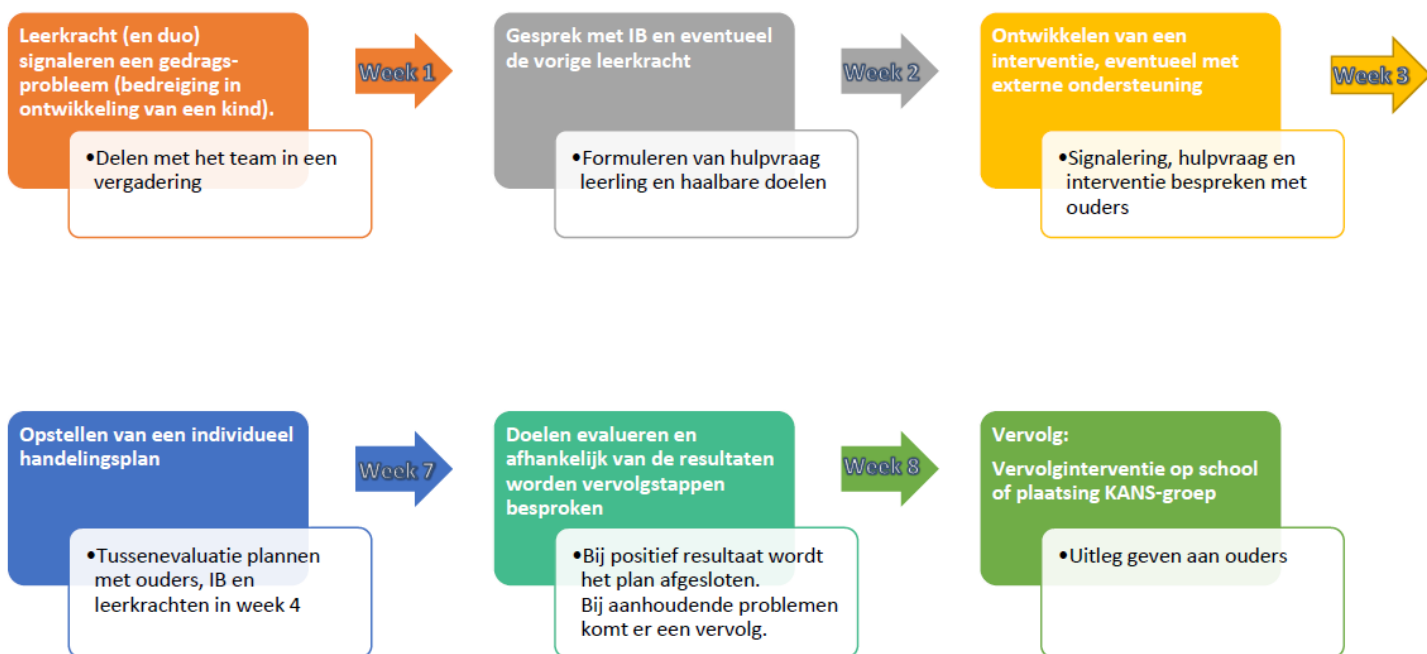 Leerkracht (en duo)
signaleren een gedrags-
probleem (bedreiging in
ontwikkeling van een kind).
•Delen met het team in een
vergadering
Week 1
Gesprek met IB en eventueel
de vorige leerkracht
•Formuleren van hulpvraag
leerling en haalbare doelen
Week 2
Ontwikkelen van een
interventie, eventueel met
externe ondersteuning
•Signalering, hulpvraag en
interventie bespreken met
ouders
Week 3
Opstellen van een individueel
handelingsplan
•Tussenevaluatie plannen
met ouders, IB en
leerkrachten in week 4
Week 7
Doelen evalueren en
afhankelijk van de resultaten
worden vervolgstappen
besproken
•Bij positief resultaat wordt
het plan afgesloten.
Bij aanhoudende problemen
komt er een vervolg.
Week 8
Vervolg:
Vervolginterventie op school
of plaatsing KANS-groep
•Uitleg geven aan ouders